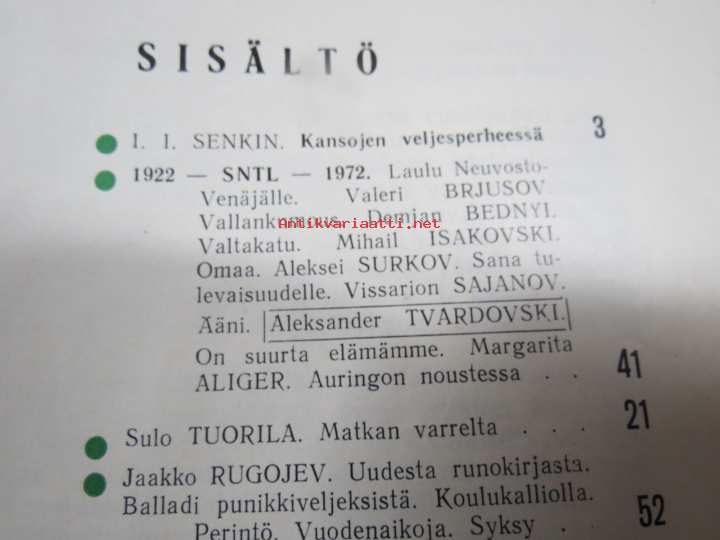 SISÄLTÖ
I. I. SENKIN. Kansojen veljesperheessä 3
1922 — SNTL — 1972. Laulu Neuvosto-
Venäjälle. Valeri BRJUSOV.
Vallankumous. Demjan BEDNYI.
Antikvariaatti.net
Valtakatu. Mihail ISAKOVSKI.
Omaa. Aleksei SURKOV. Sana tu-
levaisuudelle. Vissarion SAJANOV.
Ääni. Aleksander TVARDOVSKI.
On suurta elämämme. Margarita
ALIGER. Auringon noustessa . . 41
Sulo TUORILA. Matkan varrelta . . . 21
Jaakko RUGOJEV. Uudesta runokirjasta.
Balladi punikkiveljeksistä. Koulukalliolla.
Perintö. Vuodenaikoja. Syksy . 52